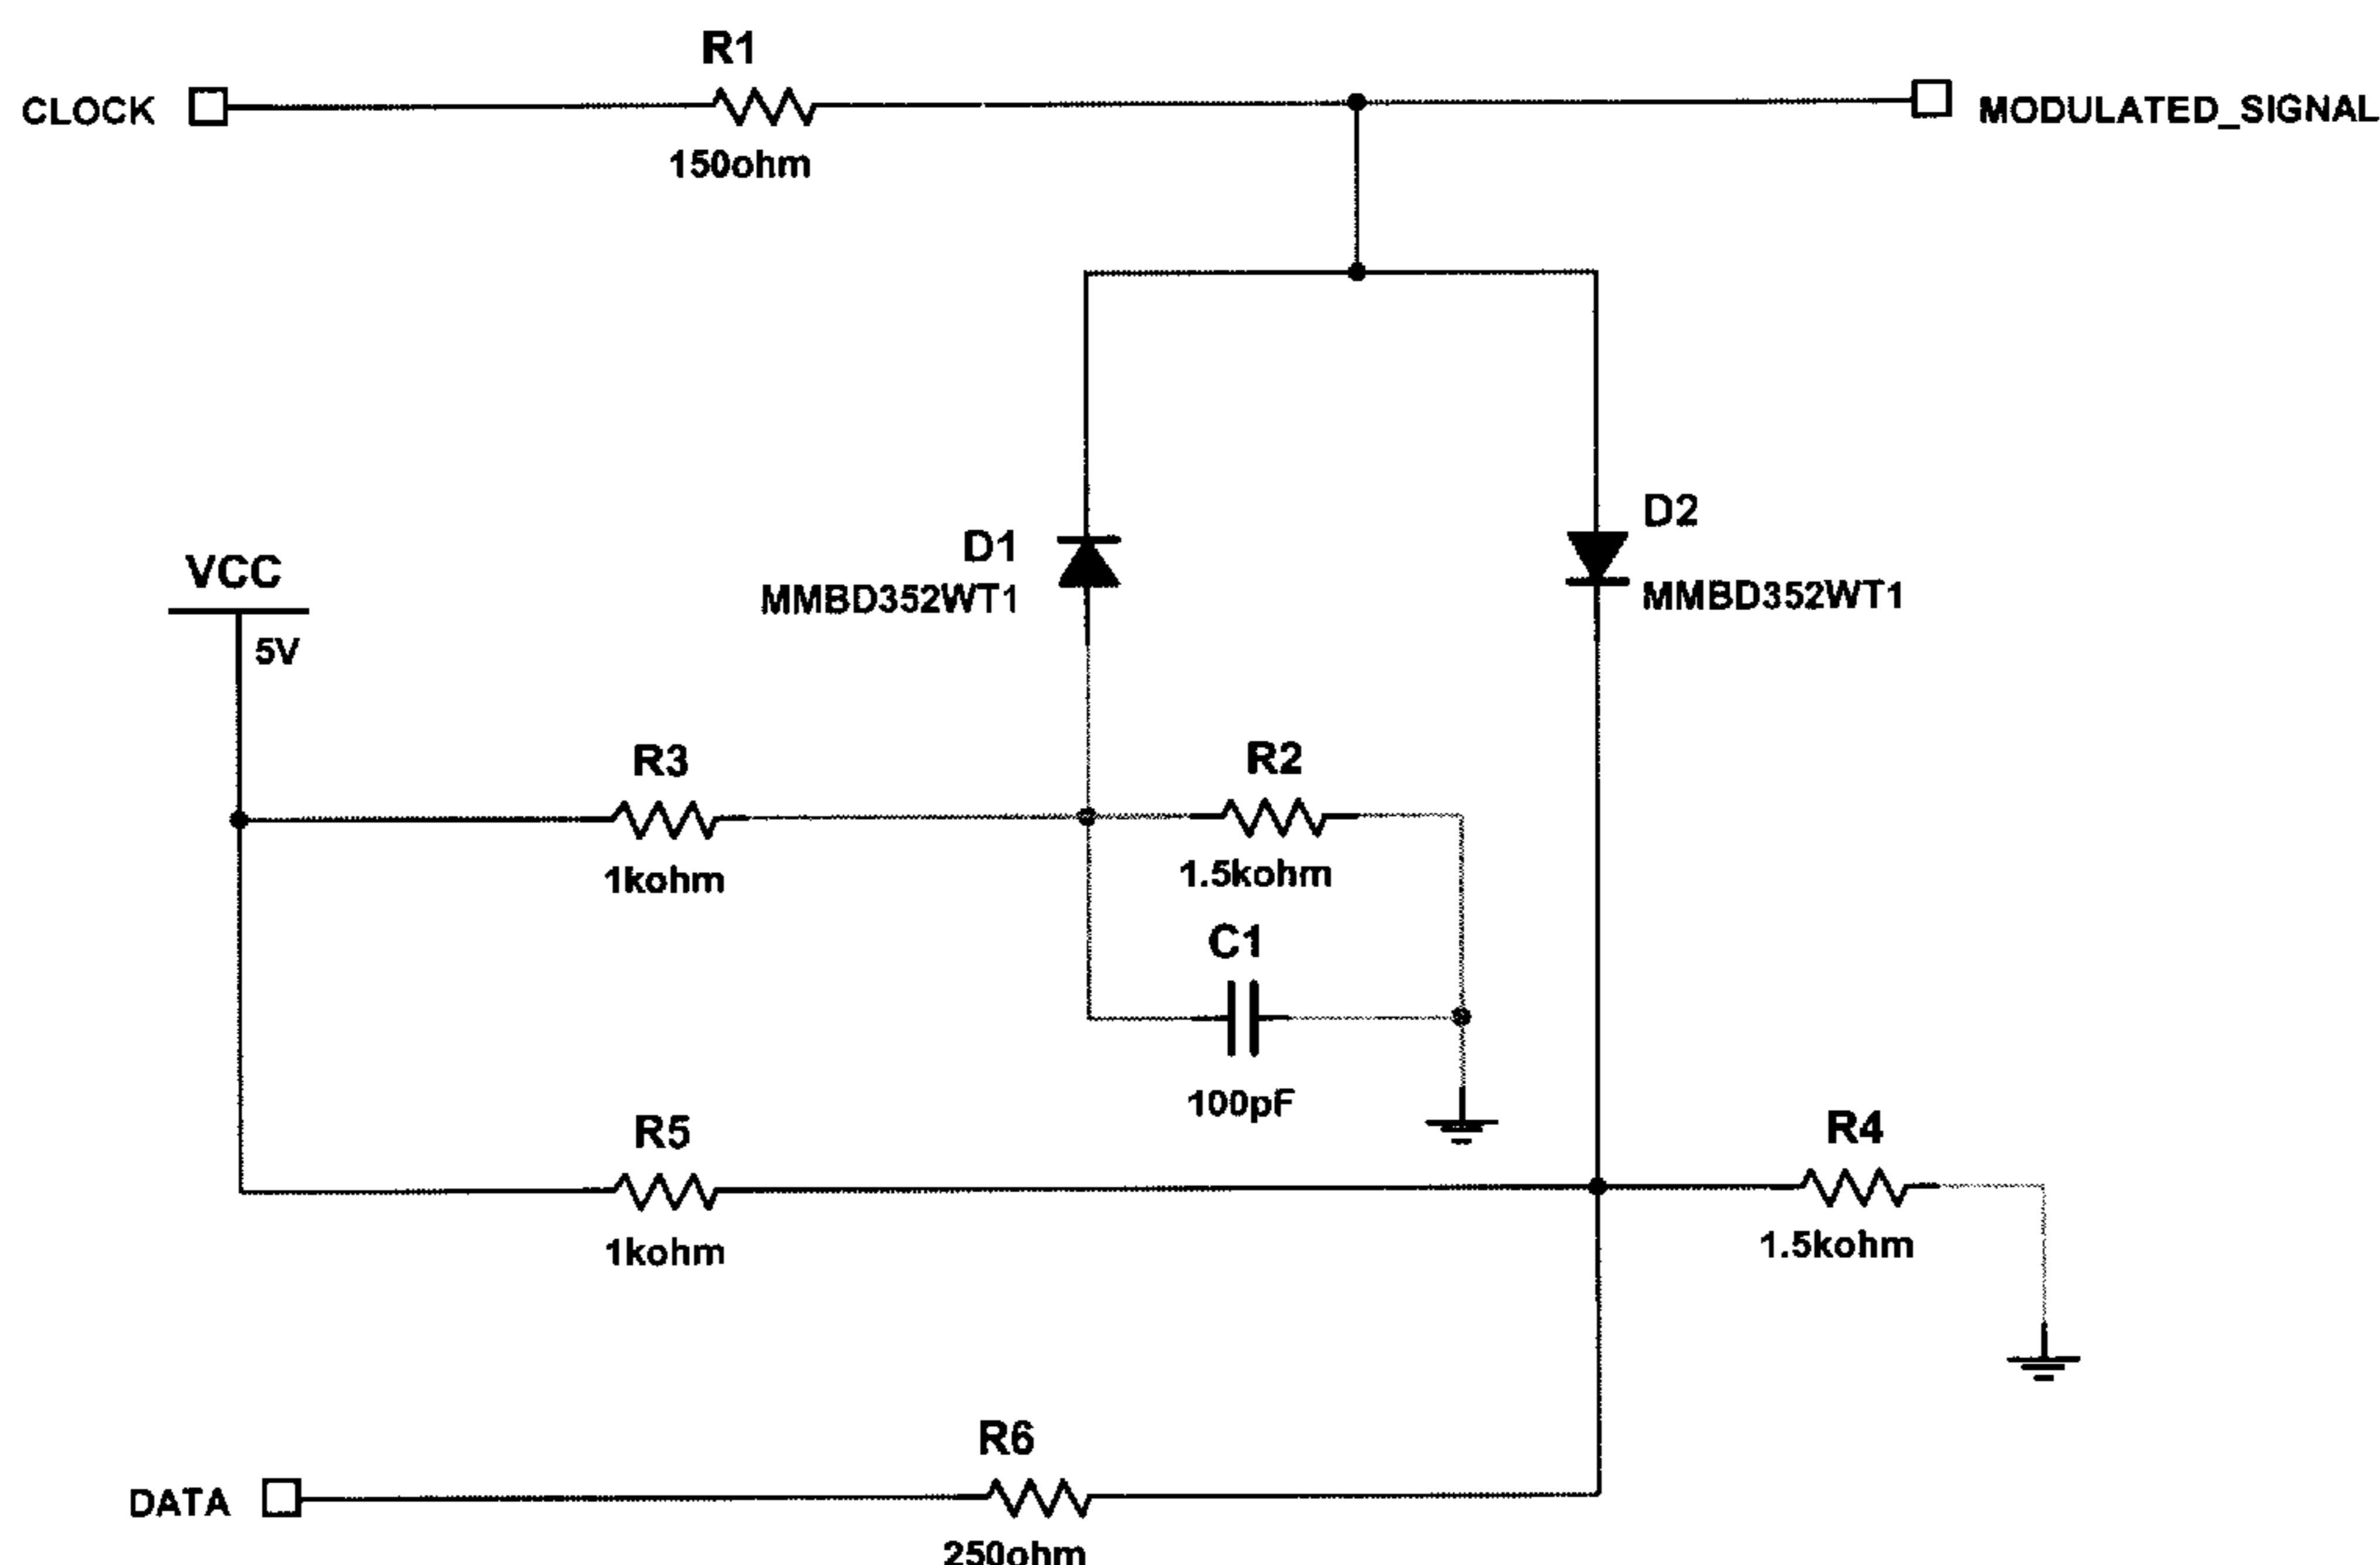 R1
CLOCK
MODULATED_SIGNAL
150ohm
D2
D1
MMBD352WT1
MMBD352WT1
VCC
5V
R3
R2
1kohm
1.5kohm
C1
100pF
R5
R4
1kohm
1.5kohm
R6
DATA
250ohm